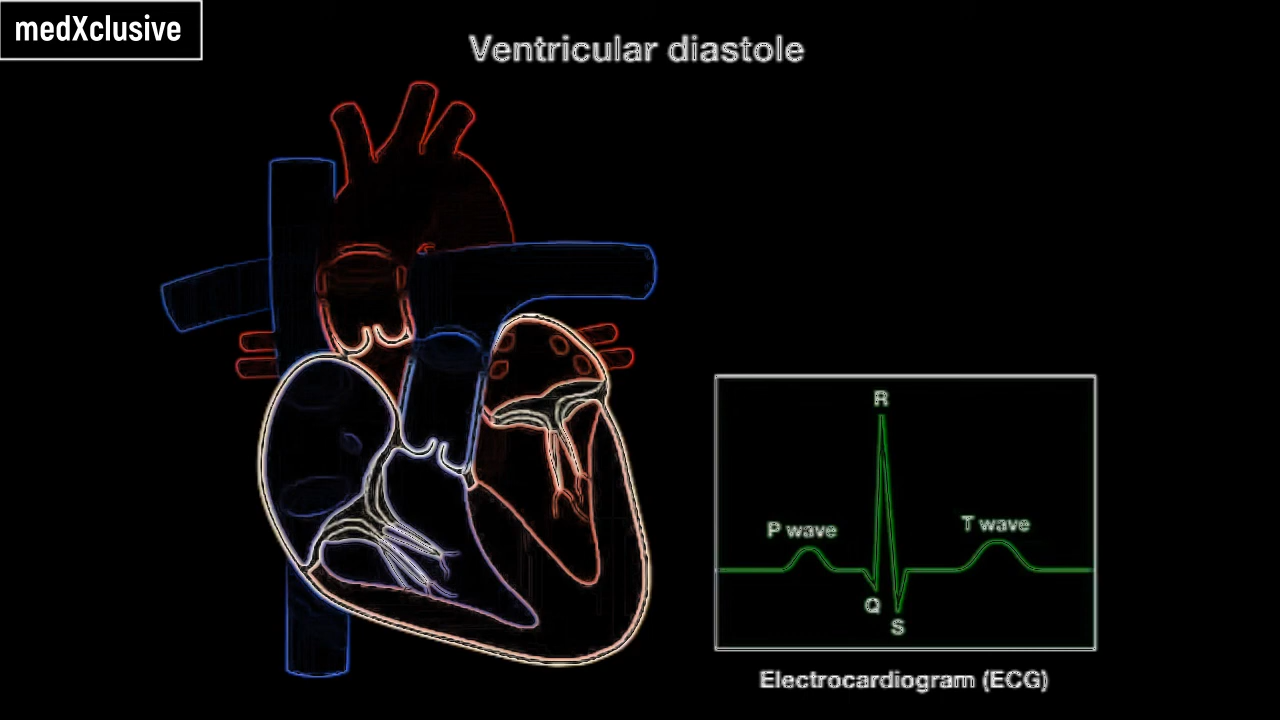 medXclusive
Ventricular diastole
R
P wave
T wave
Q
S
Electrocardiogram (ECG)